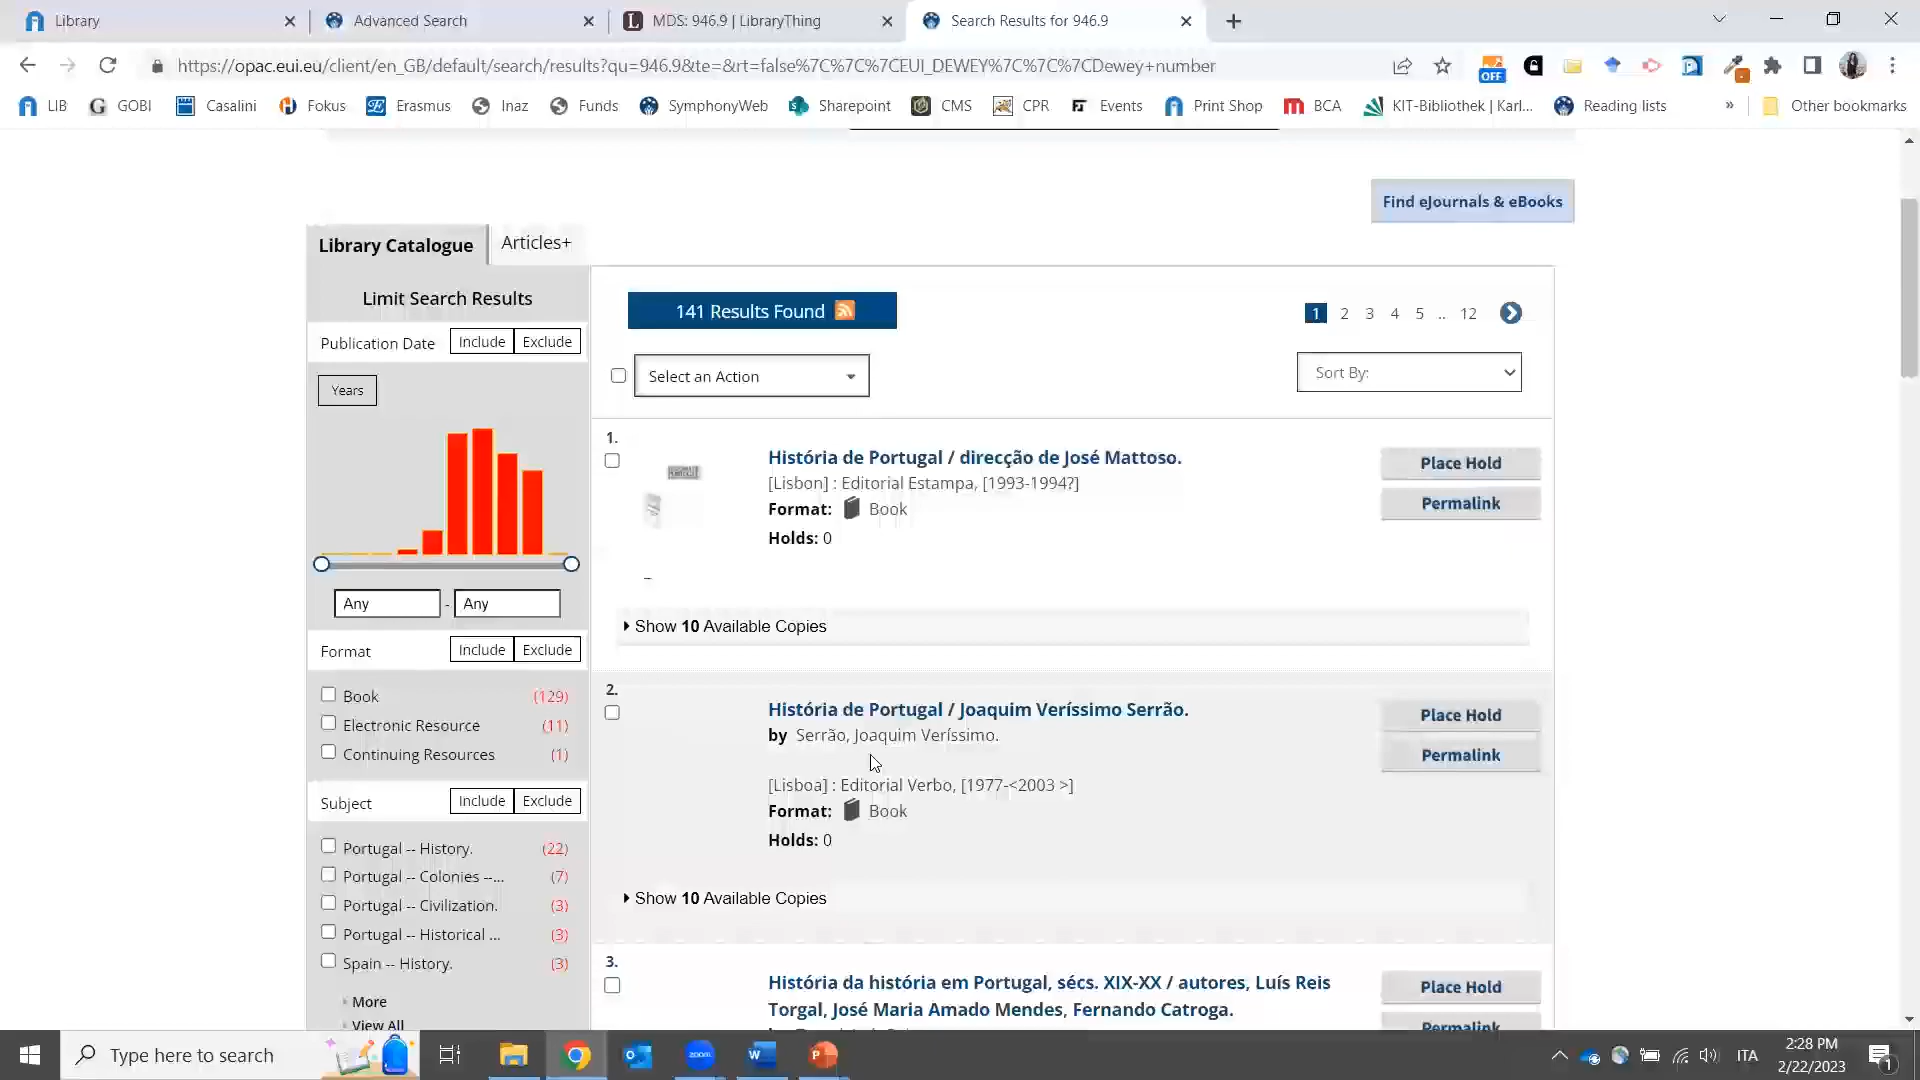 Library
Advanced Search
MDS: 946.9 | LibraryThing
Search Results for 946.9
https://opac.eui.eu/client/en_GB/default/search/results?qu=946.9&te=&rt=false%7C%7C%7CEUI_DEWEY%7C%7C%7CDewey+number
OFF
LIB
GOBI
Casalini
Fokus
Erasmus
Inaz
Funds
SymphonyWeb
Sharepoint
CMS
CPR
Events
Print Shop
BCA
KIT-Bibliothek | Karl...
Reading lists
»
Other bookmarks
Find eJournals & eBooks
Library Catalogue
Articles+
Limit Search Results
Publication Date
Include
Exclude
Years
Any
-
Any
Format
Include
Exclude
Book (129)
Electronic Resource (11)
Continuing Resources (1)
Subject
Include
Exclude
Portugal -- History. (22)
Portugal -- Colonies --... (7)
Portugal -- Civilization. (3)
Portugal -- Historical ... (3)
Spain -- History. (3)
More
View All
141 Results Found
1 2 3 4 5 .. 12
Select an Action
Sort By:
1.
História de Portugal / direcção de José Mattoso.
[Lisbon] : Editorial Estampa, [1993-1994?]
Format: Book
Holds: 0
Place Hold
Permalink
Show 10 Available Copies
2.
História de Portugal / Joaquim Veríssimo Serrão.
by Serrão, Joaquim Veríssimo.
[Lisboa] : Editorial Verbo, [1977-<2003 >]
Format: Book
Holds: 0
Place Hold
Permalink
Show 10 Available Copies
3.
História da história em Portugal, sécs. XIX-XX / autores, Luís Reis
Torgal, José Maria Amado Mendes, Fernando Catroga.
Place Hold
Permalink
Type here to search
zoom
ITA
2:28 PM
2/22/2023
1